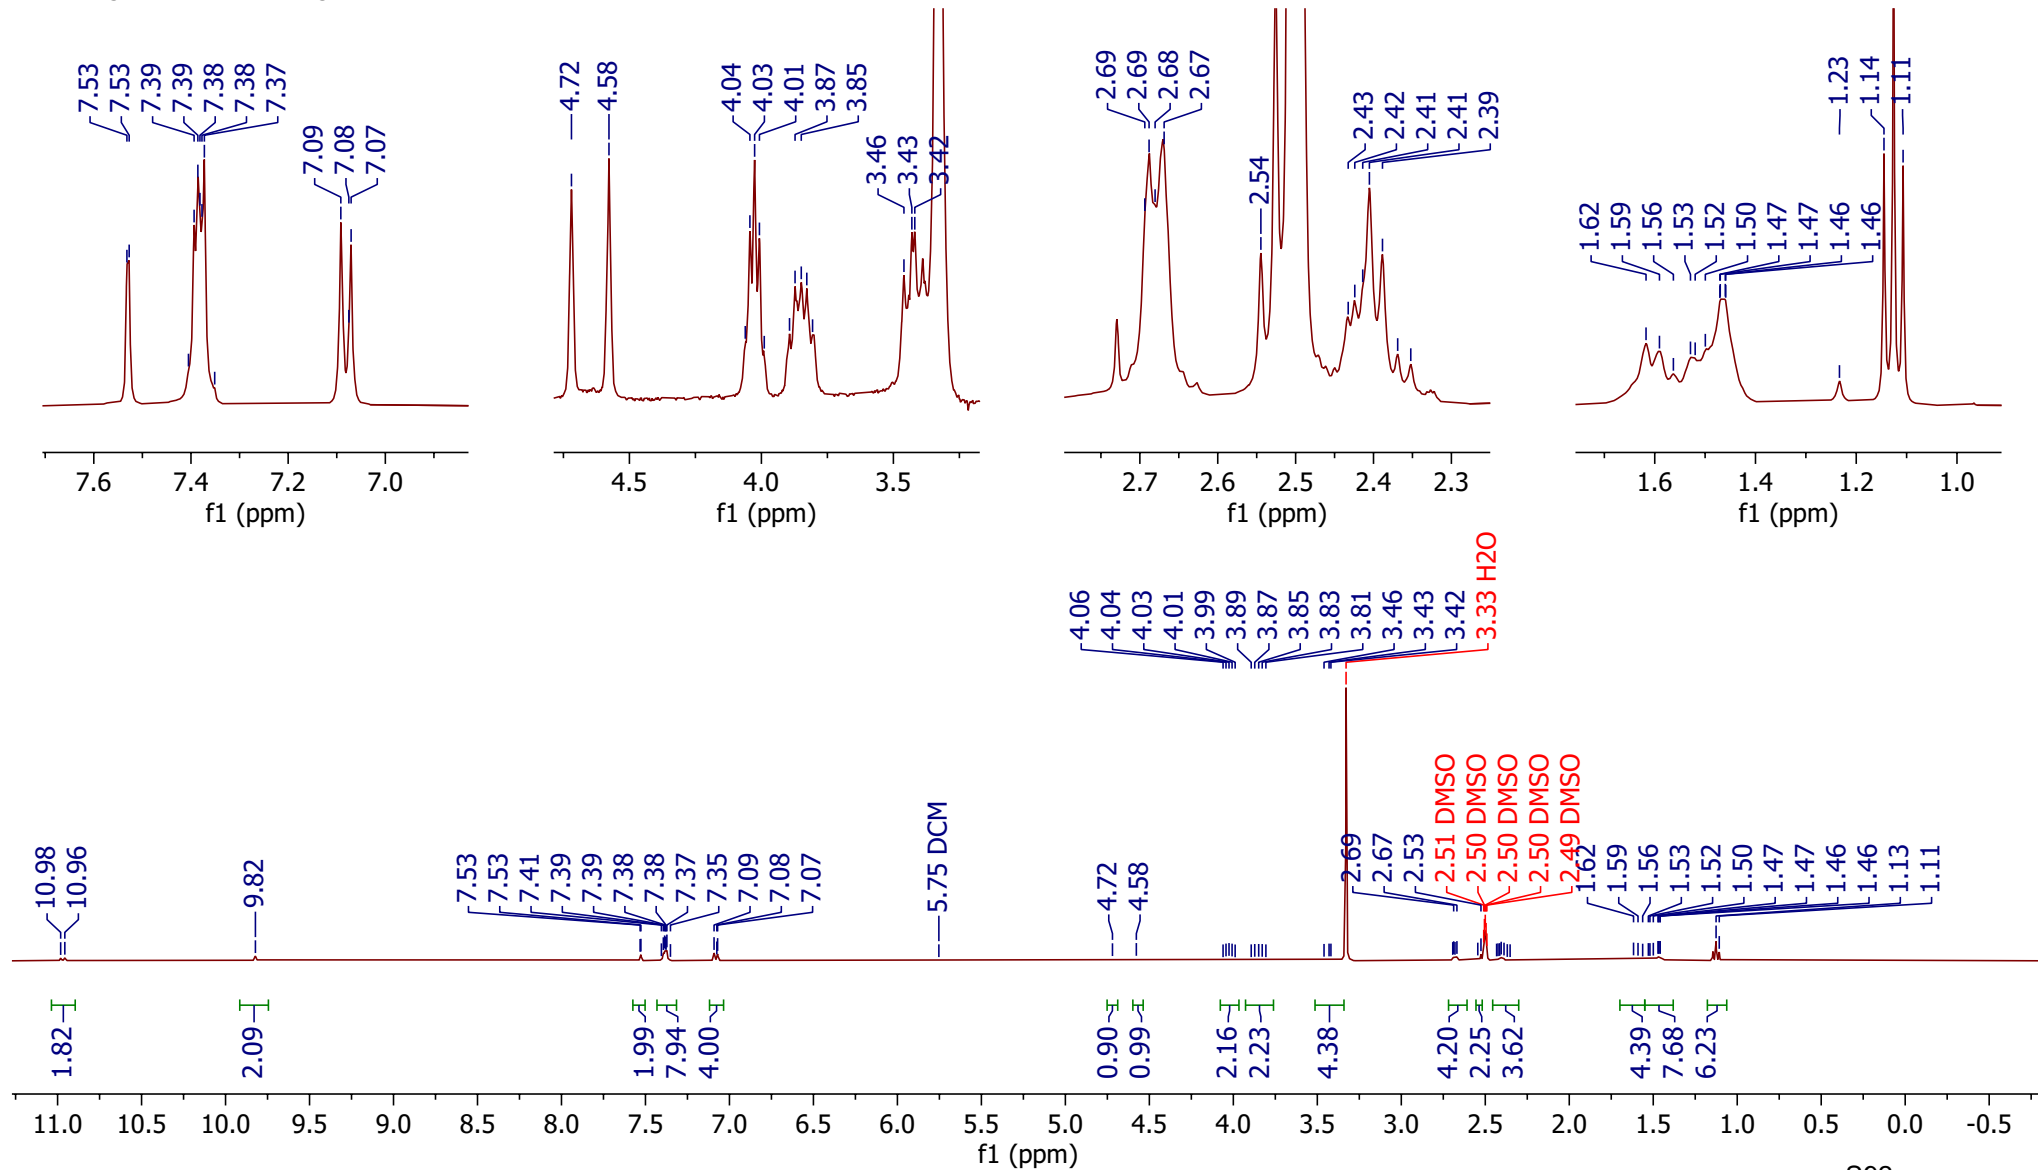 7.53 7.53 7.39 7.39 7.38 7.38 7.37 7.09 7.08 7.07
7.6 7.4 7.2 7.0
f1 (ppm)
4.72 4.58 4.04 4.03 4.01 3.87 3.85 3.46 3.43 3.42
4.5 4.0 3.5
f1 (ppm)
2.69 2.69 2.68 2.67 2.54 2.43 2.42 2.41 2.41 2.39
2.7 2.6 2.5 2.4 2.3
f1 (ppm)
1.62 1.59 1.56 1.53 1.52 1.50 1.47 1.47 1.46 1.46 1.23 1.14 1.11
1.6 1.4 1.2 1.0
f1 (ppm)
10.98 10.96 9.82 7.53 7.53 7.41 7.39 7.39 7.38 7.38 7.37 7.35 7.09 7.08 7.07 5.75 DCM 4.72 4.58 4.06 4.04 4.03 4.01 3.99 3.89 3.87 3.85 3.83 3.81 3.46 3.43 3.42 3.33 H2O 2.69 2.67 2.53 2.51 DMSO 2.50 DMSO 2.50 DMSO 2.50 DMSO 2.49 DMSO 1.62 1.59 1.56 1.53 1.52 1.50 1.47 1.47 1.46 1.46 1.13 1.11
1.82 2.09 1.99 7.94 4.00 0.90 0.99 2.16 2.23 4.38 4.20 2.25 3.62 4.39 7.68 6.23
11.0 10.5 10.0 9.5 9.0 8.5 8.0 7.5 7.0 6.5 6.0 5.5 5.0 4.5 4.0 3.5 3.0 2.5 2.0 1.5 1.0 0.5 0.0 -0.5
f1 (ppm)